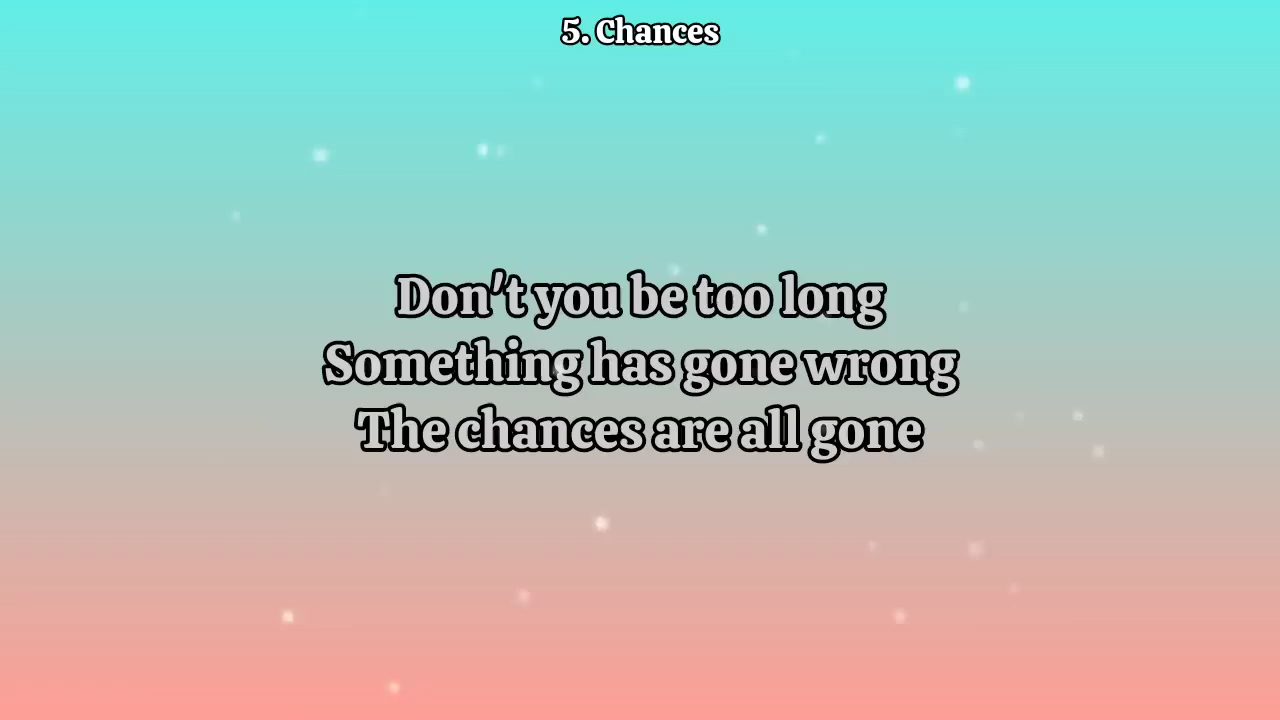 5. Chances
Don't you be too long
Something has gone wrong
The chances are all gone